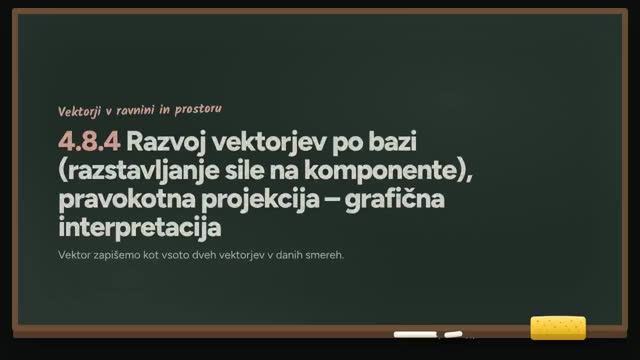 Vektorji v ravnini in prostoru
4.8.4 Razvoj vektorjev po bazi
(razstavljanje sile na komponente),
pravokotna projekcija – grafična
interpretacija
Vektor zapišemo kot vsoto dveh vektorjev v danih smereh.